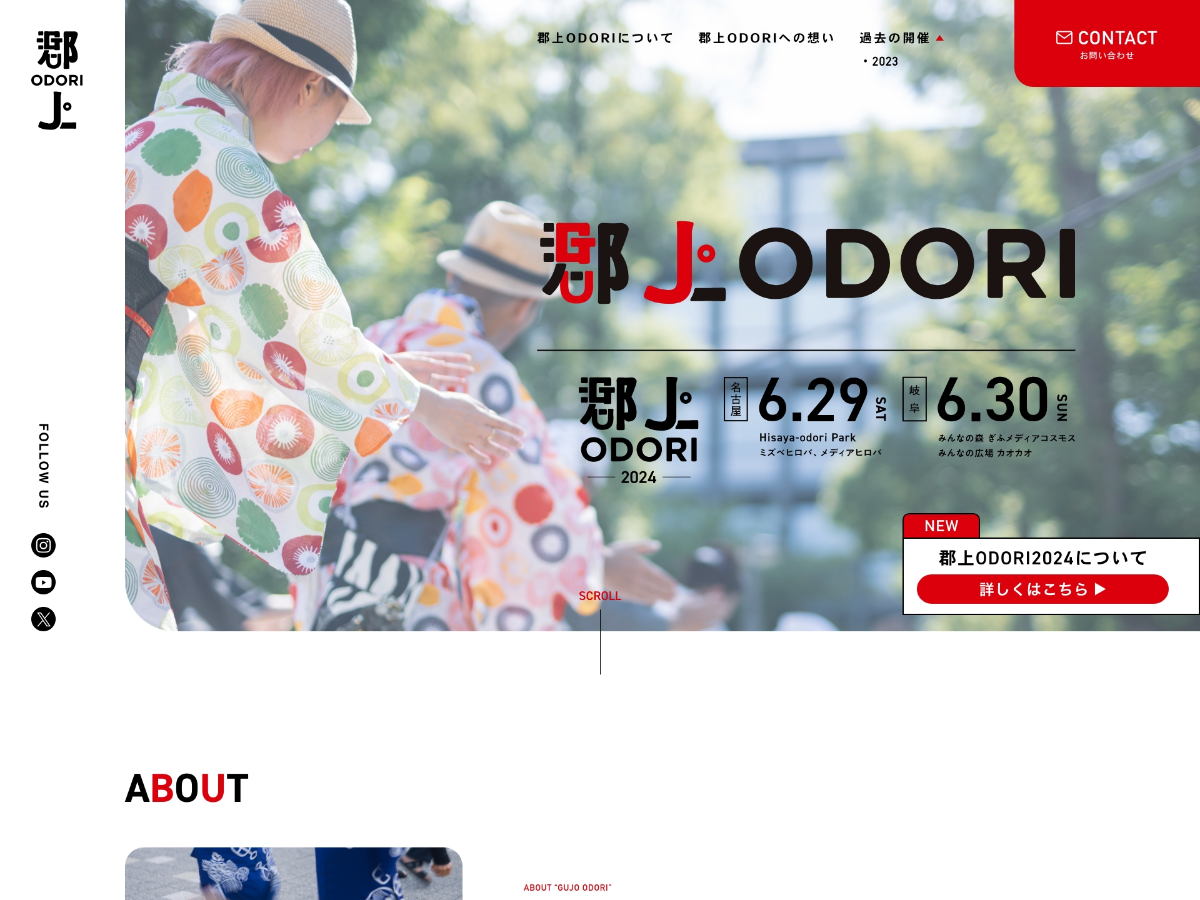 郡上
ODORI
FOLLOW US
郡上ODORIについて
郡上ODORIへの想い
過去の開催
・2023
CONTACT
お問い合わせ
郡上ODORI
郡上
ODORI
2024
名古屋
6.29 SAT
Hisaya-odori Park
ミズベヒロバ、メディアヒロバ
岐阜
6.30 SUN
みんなの森 ぎふメディアコスモス
みんなの広場 カオカオ
NEW
郡上ODORI2024について
詳しくはこちら ▶
SCROLL
ABOUT
ABOUT "GUJO ODORI"